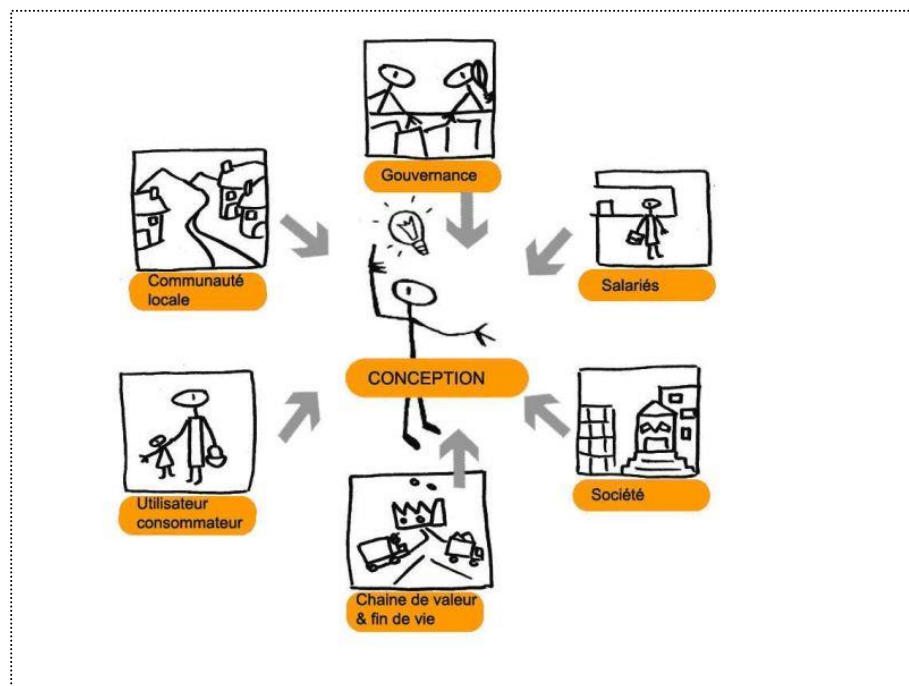 Gouvernance
Communauté
locale
Salariés
CONCEPTION
Utilisateur
consommateur
Société
Chaine de valeur
& fin de vie